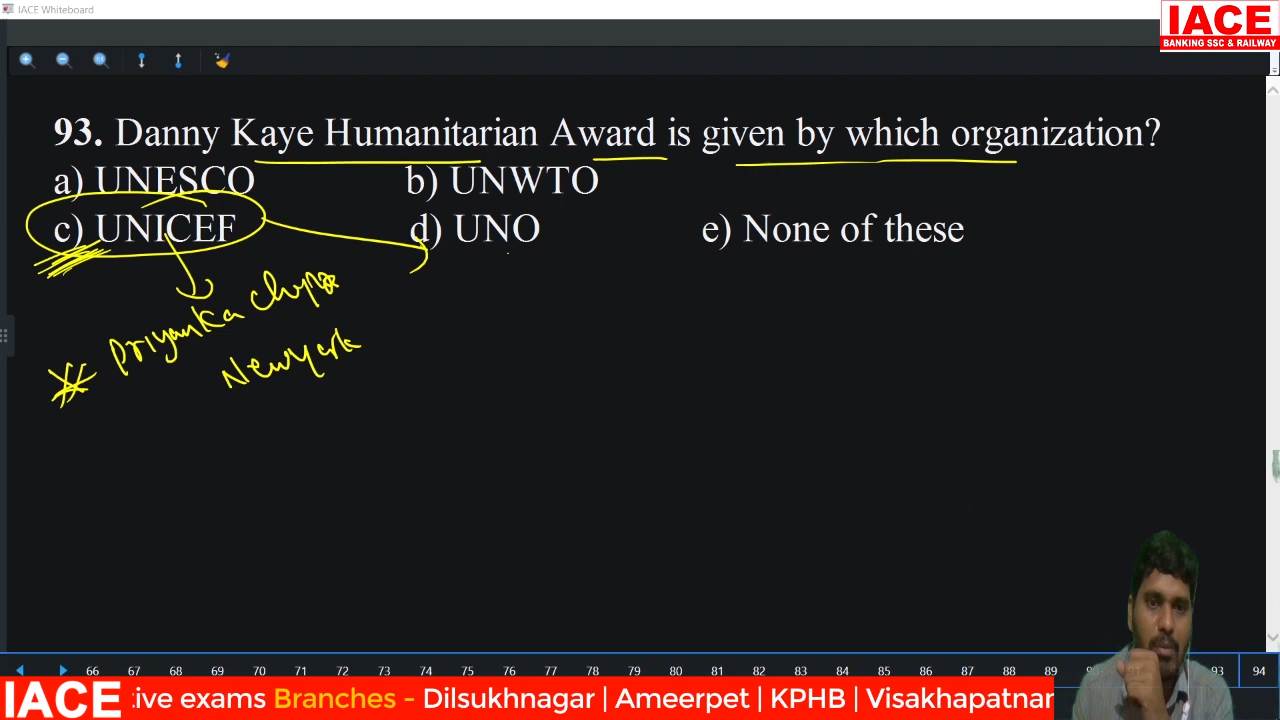 IACE Whiteboard
IACE
BANKING SSC & RAILWAY
93. Danny Kaye Humanitarian Award is given by which organization?
a) UNESCO b) UNWTO
c) UNICEF d) UNO e) None of these
Priyanka
New York
66 67 68 69 70 71 72 73 74 75 76 77 78 79 80 81 82 83 84 85 86 87 88 89 93 94
IACE :ive exams Branches - Dilsukhnagar | Ameerpet | KPHB | Visakhapatnar